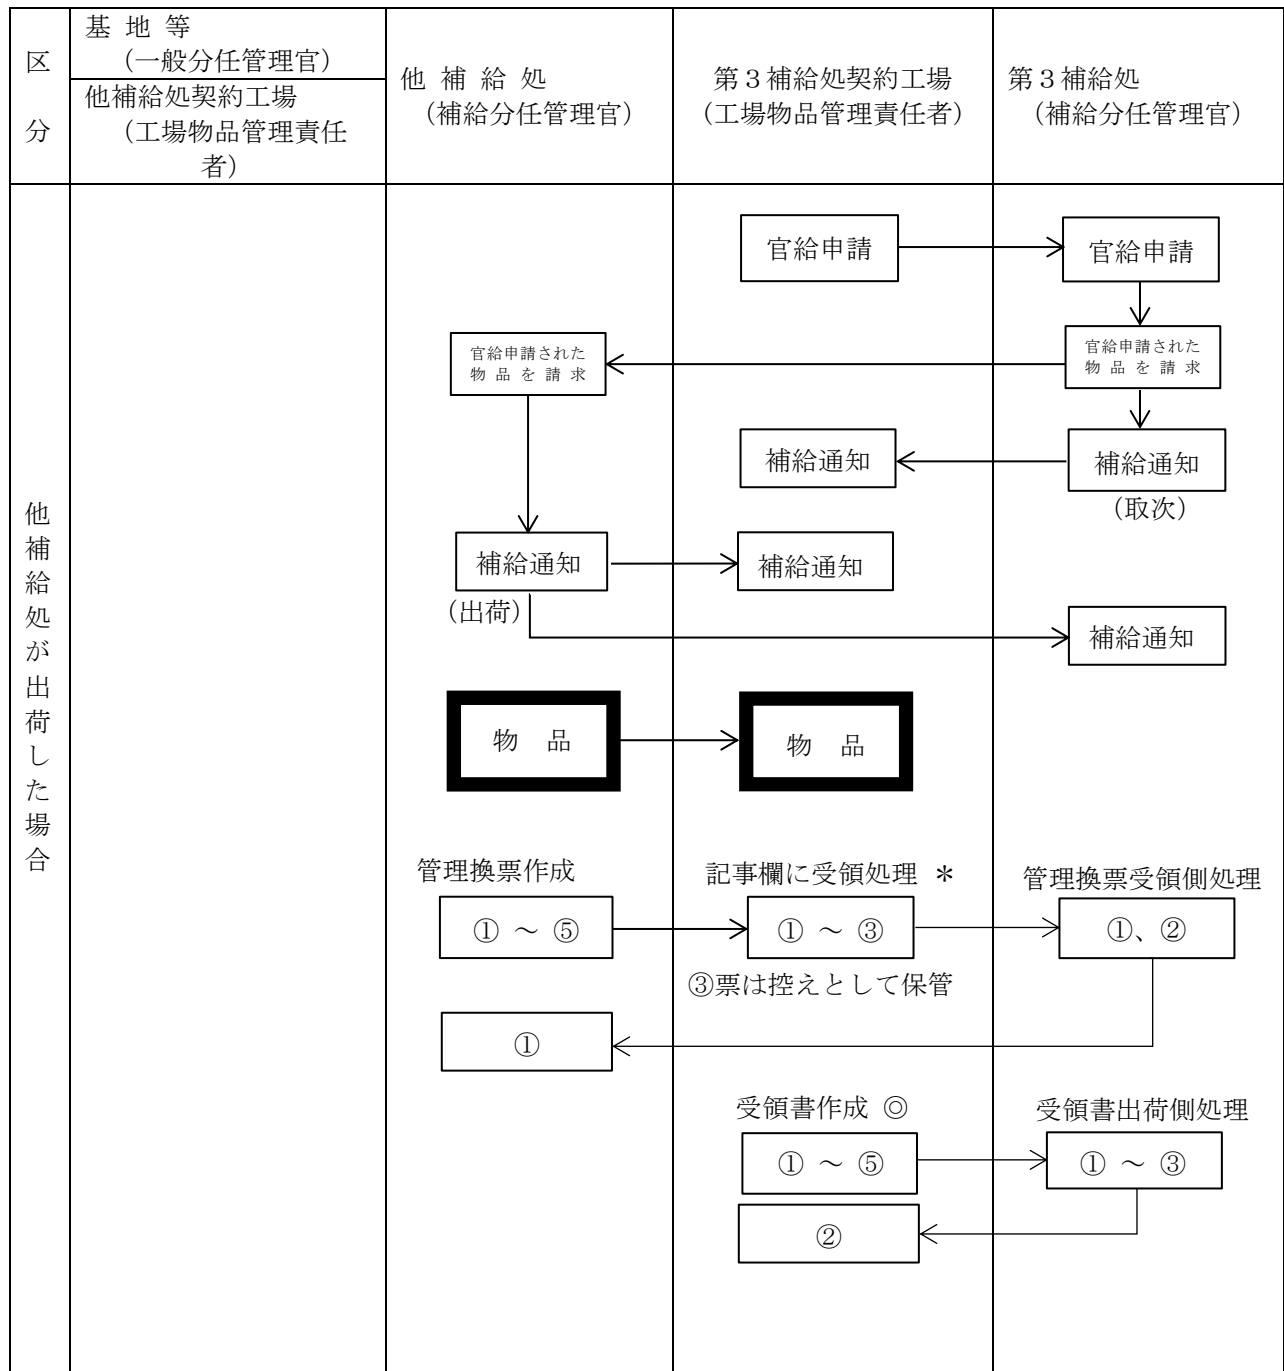 区
分
基 地 等
（一般分任管理官）
他補給処契約工場
（工場物品管理責任
者）
他 補 給 処
（補給分任管理官）
第３補給処契約工場
（工場物品管理責任者）
第３補給処
（補給分任管理官）
他補給処が出荷した場合
官給申請
官給申請
官給申請された
物 品 を 請 求
官給申請された
物 品 を 請 求
補給通知
補給通知
（取次）
補給通知
（出荷）
補給通知
補給通知
物　品
物　品
管理換票作成
記事欄に受領処理 ＊
管理換票受領側処理
① ～ ⑤
① ～ ③
①、②
③票は控えとして保管
①
受領書作成 ◎
受領書出荷側処理
① ～ ⑤
① ～ ③
②